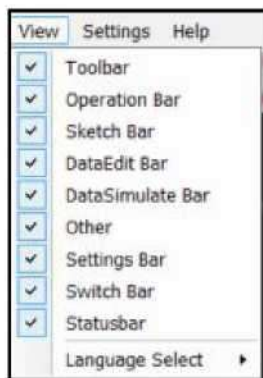 View Settings Help
Toolbar
Operation Bar
Sketch Bar
DataEdit Bar
DataSimulate Bar
Other
Settings Bar
Switch Bar
Statusbar
Language Select